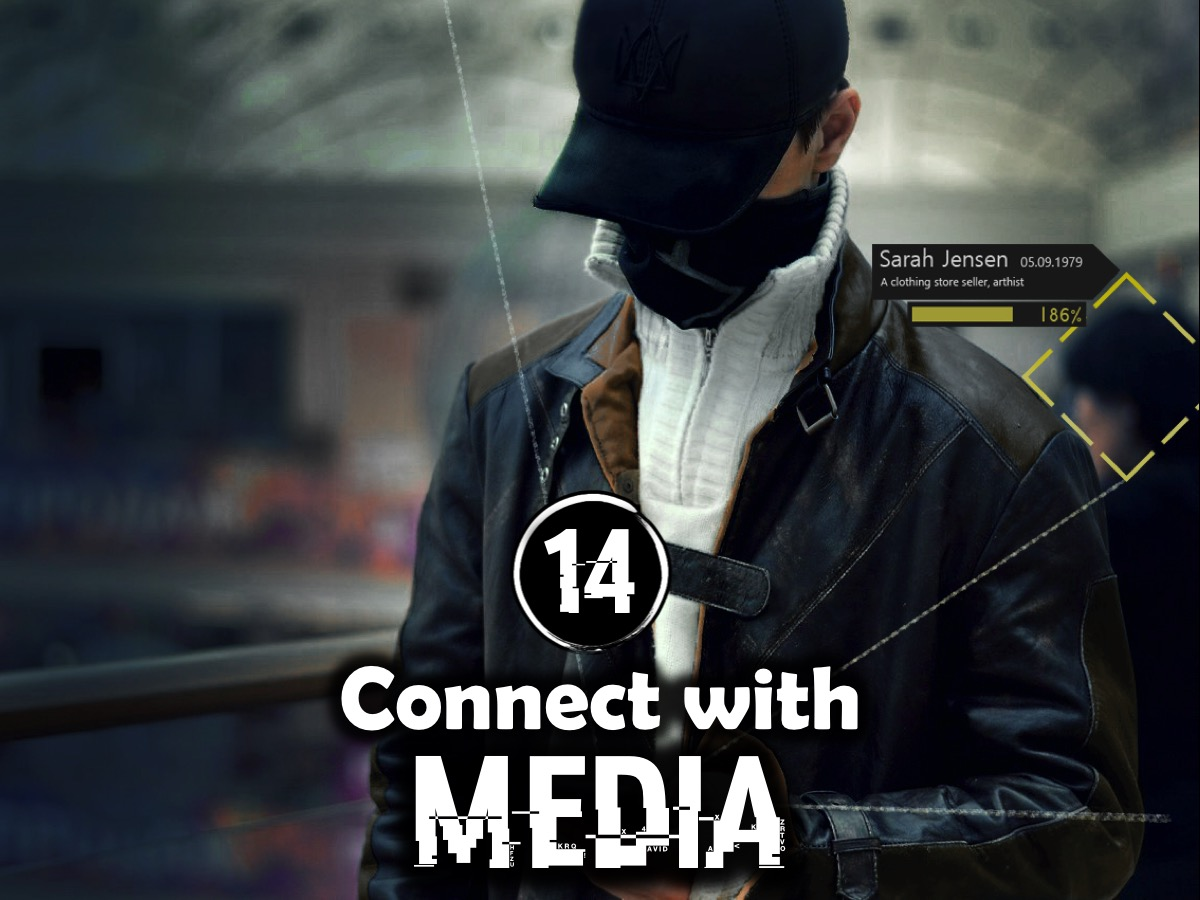 Sarah Jensen 05.09.1979
A clothing store seller, arthist
186%
14
Connect with
MEDIA